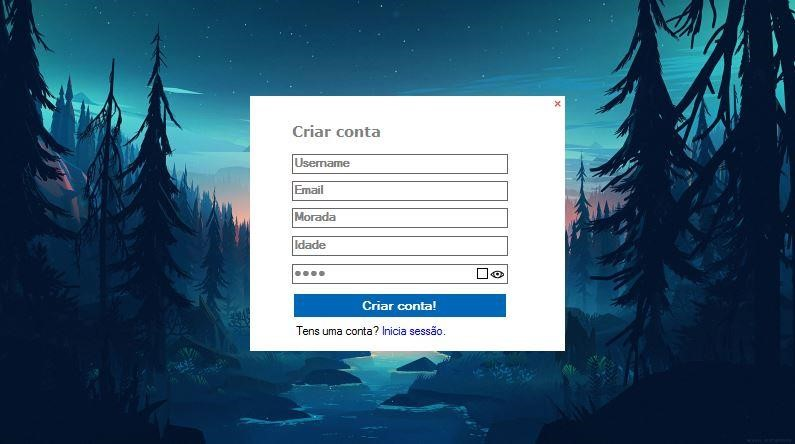 Criar conta
Username
Email
Morada
Idade
Criar conta!
Tens uma conta? Inicia sessão.